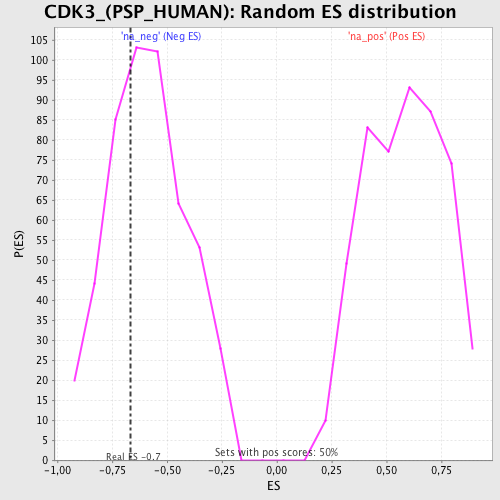 CDK3_(PSP_HUMAN): Random ES distribution
'na_neg' (Neg ES)
'na_pos' (Pos ES)
105
100
95
90
85
80
75
70
65
60
55
50
45
40
35
30
25
20
15
10
5
0
P(ES)
Real ES -0.7
Sets with pos scores: 50%
-1,00 -0,75 -0,50 -0,25 0,00 0,25 0,50 0,75
ES